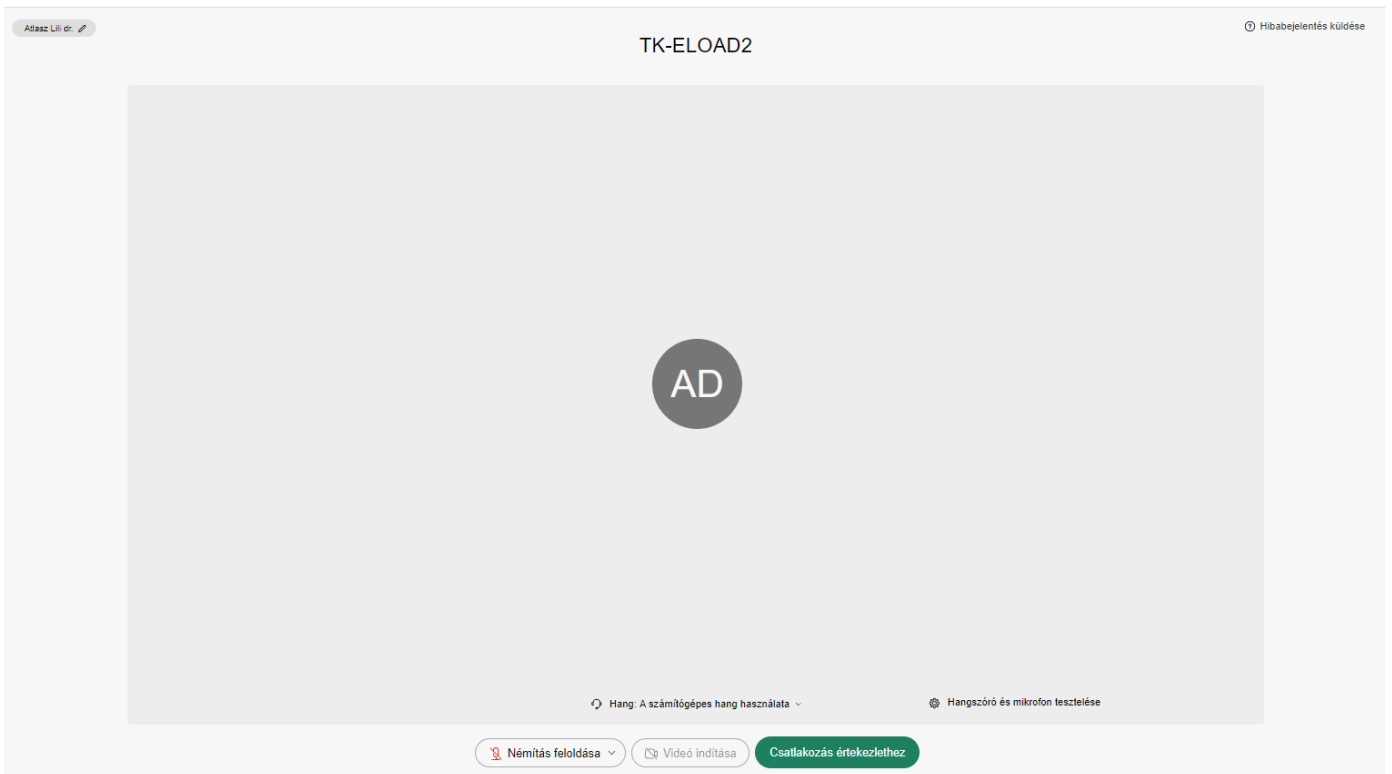 Atlasz Lili dr.
Hibabejelentés küldése
TK-ELOAD2
AD
Hang: A számítógépes hang használata
Hangszóró és mikrofon tesztelése
Némítás feloldása
Videó indítása
Csatlakozás értekezlethez